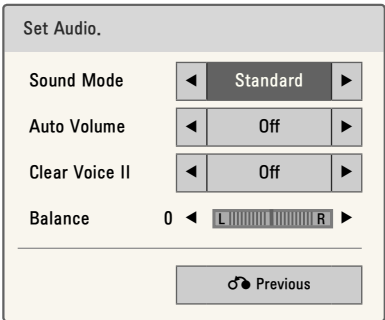 Set Audio.
Sound Mode ◀ Standard ▶
Auto Volume ◀ Off ▶
Clear Voice II ◀ Off ▶
Balance 0 ◀ L R ▶
Previous